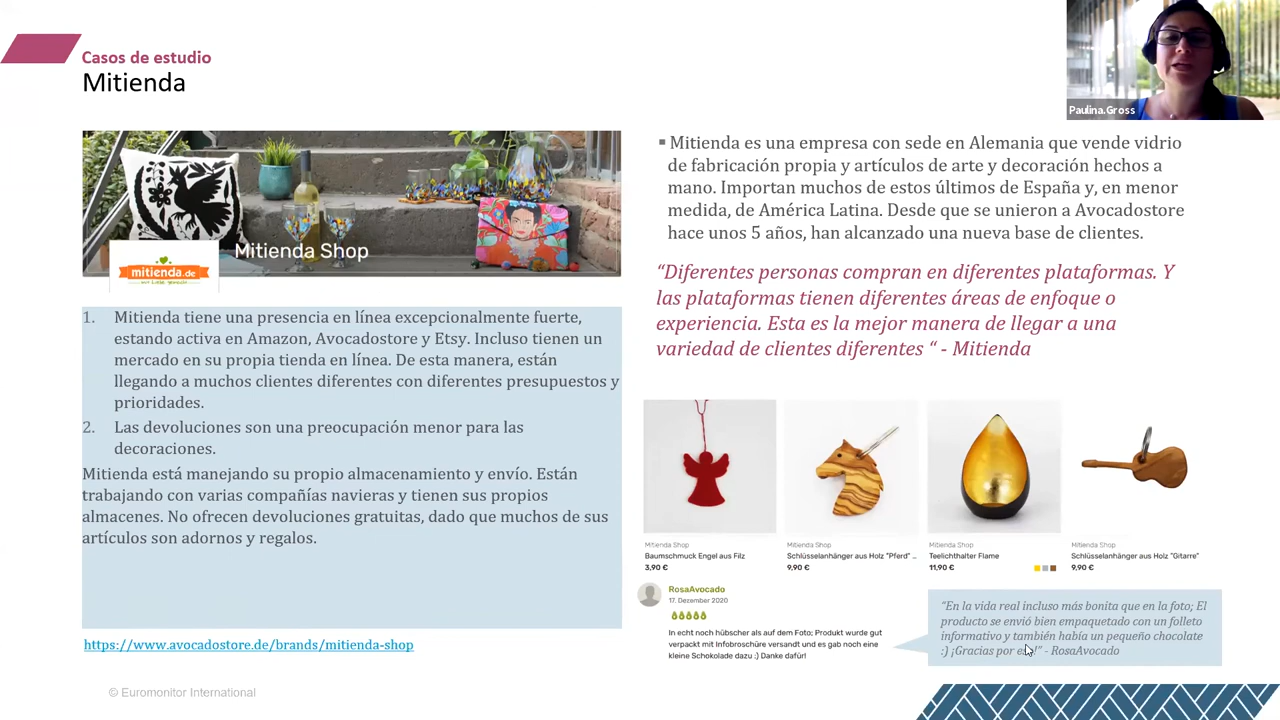 Casos de estudio
Mitienda
Paulina.Gross
Mitienda Shop
mitienda.de
1. Mitienda tiene una presencia en línea excepcionalmente fuerte,
estando activa en Amazon, Avocadostore y Etsy. Incluso tienen un
mercado en su propia tienda en línea. De esta manera, están
llegando a muchos clientes diferentes con diferentes presupuestos y
prioridades.
2. Las devoluciones son una preocupación menor para las
decoraciones.
Mitienda está manejando su propio almacenamiento y envío. Están
trabajando con varias compañías navieras y tienen sus propios
almacenes. No ofrecen devoluciones gratuitas, dado que muchos de sus
artículos son adornos y regalos.
https://www.avocadostore.de/brands/mitienda-shop
▪ Mitienda es una empresa con sede en Alemania que vende vidrio
de fabricación propia y artículos de arte y decoración hechos a
mano. Importan muchos de estos últimos de España y, en menor
medida, de América Latina. Desde que se unieron a Avocadostore
hace unos 5 años, han alcanzado una nueva base de clientes.
“Diferentes personas compran en diferentes plataformas. Y
las plataformas tienen diferentes áreas de enfoque o
experiencia. Esta es la mejor manera de llegar a una
variedad de clientes diferentes “ - Mitienda
Mitienda Shop
Baumschmuck Engel aus Filz
3,90 €
Mitienda Shop
Schlüsselanhänger aus Holz "Pferd" ...
9,90 €
Mitienda Shop
Teelichthalter Flame
11,90 €
Mitienda Shop
Schlüsselanhänger aus Holz "Gitarre"
9,90 €
RosaAvocado
17. Dezember 2020
In echt noch hübscher als auf dem Foto; Produkt wurde gut
verpackt mit Infobroschüre versandt und es gab noch eine
kleine Schokolade dazu :) Danke dafür!
“En la vida real incluso más bonita que en la foto; El
producto se envió bien empaquetado con un folleto
informativo y también había un pequeño chocolate
:) ¡Gracias por !” - RosaAvocado
© Euromonitor International